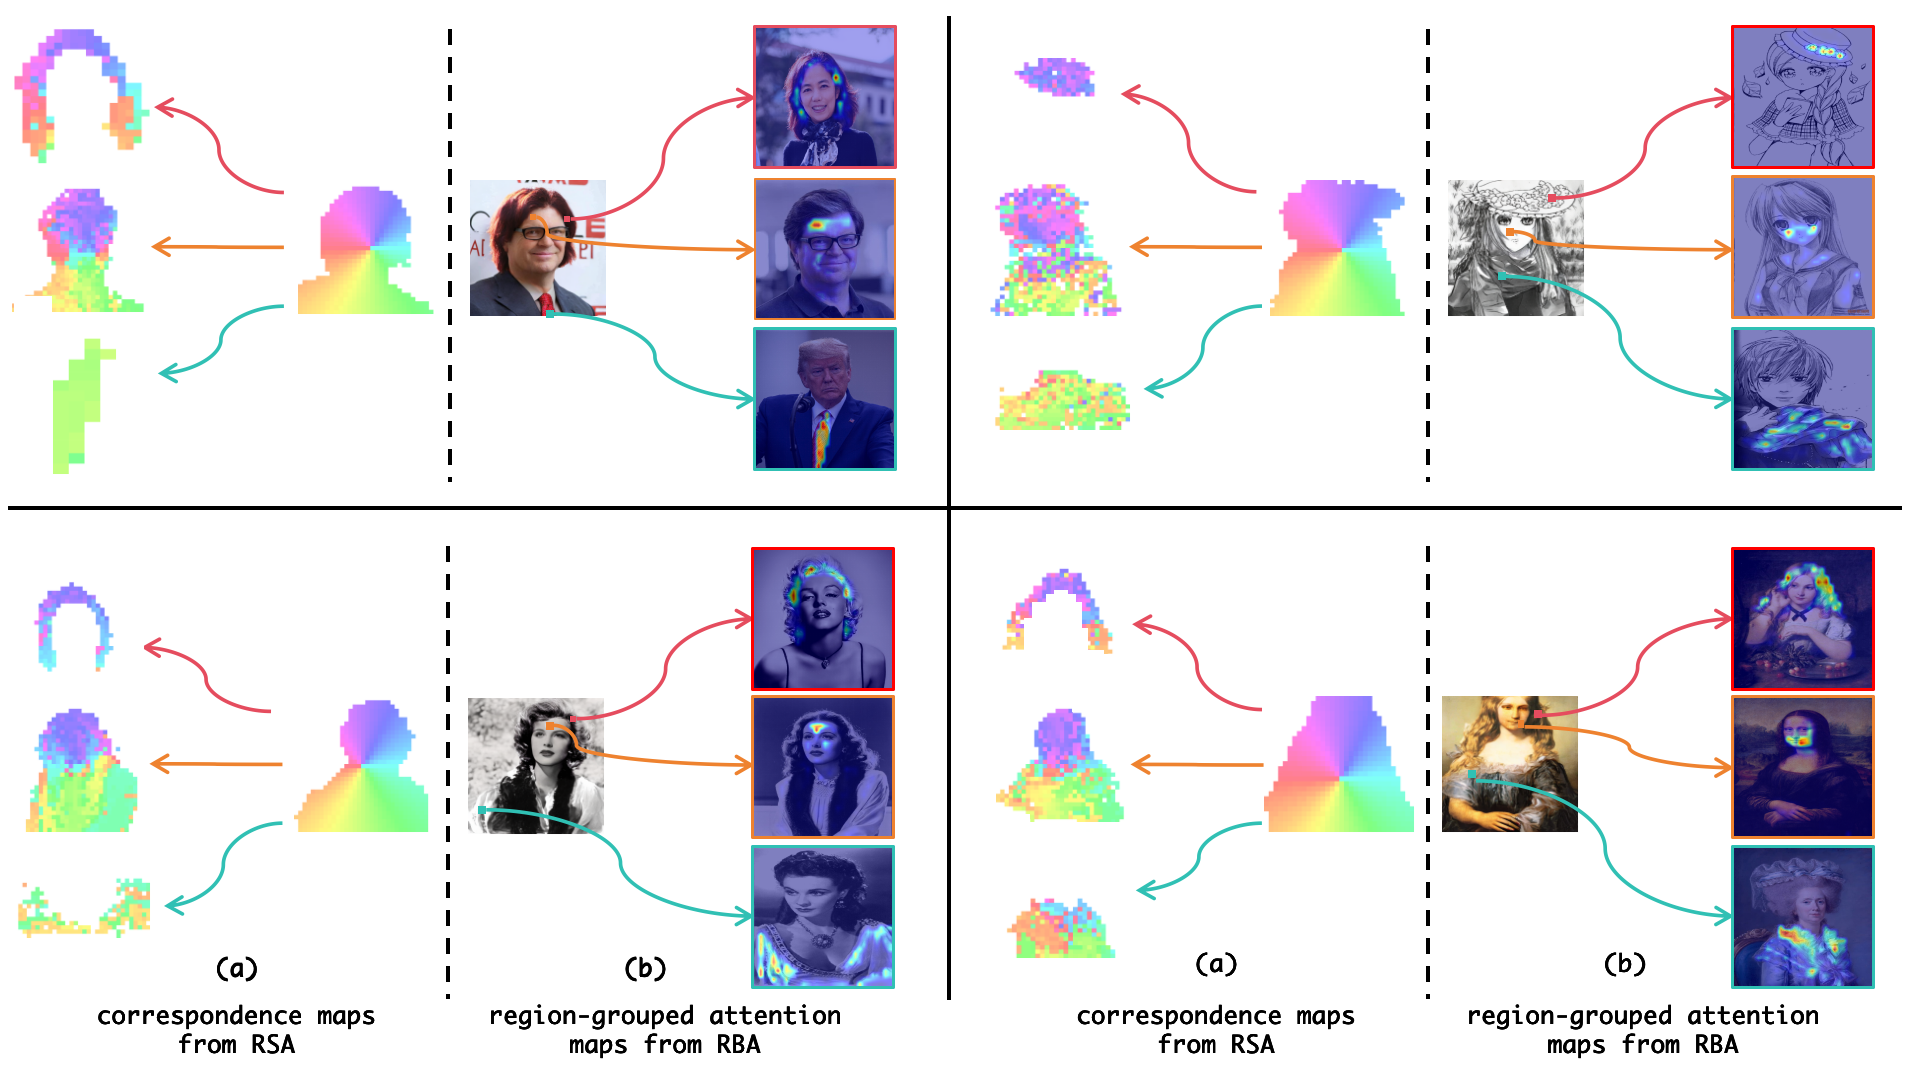 (a)
correspondence maps
from RSA
(b)
region-grouped attention
maps from RBA
(a)
correspondence maps
from RSA
(b)
region-grouped attention
maps from RBA